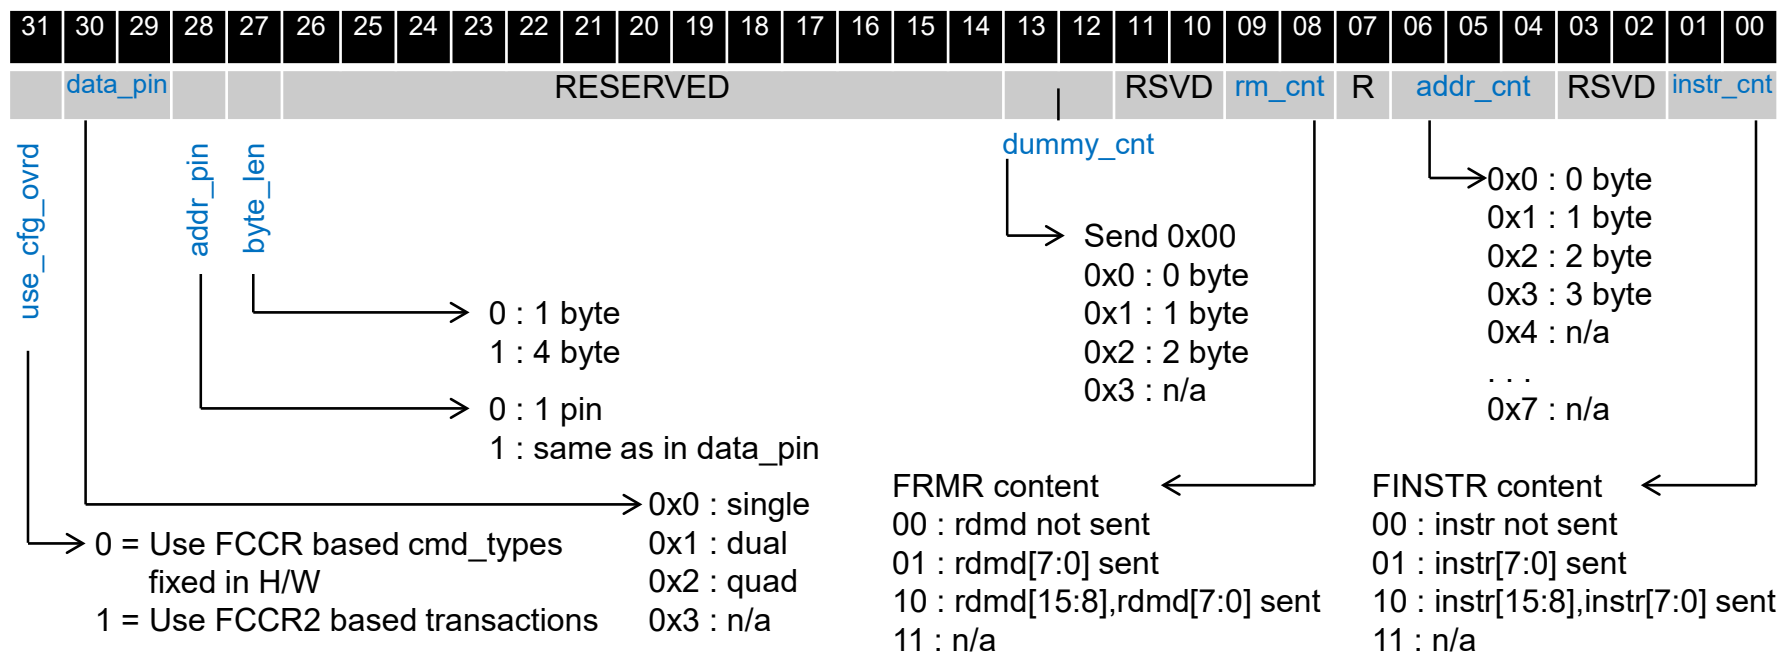 31 30 29 28 27 26 25 24 23 22 21 20 19 18 17 16 15 14 13 12 11 10 09 08 07 06 05 04 03 02 01 00
data_pin RESERVED RSVD rm_cnt R addr_cnt RSVD instr_cnt
use_cfg_ovrd
addr_pin
byte_len
dummy_cnt
0 : 1 byte
1 : 4 byte
0 : 1 pin
1 : same as in data_pin
0x0 : single
0x1 : dual
0x2 : quad
0x3 : n/a
0 = Use FCCR based cmd_types
fixed in H/W
1 = Use FCCR2 based transactions
Send 0x00
0x0 : 0 byte
0x1 : 1 byte
0x2 : 2 byte
0x3 : n/a
FRMR content
00 : rdmd not sent
01 : rdmd[7:0] sent
10 : rdmd[15:8],rdmd[7:0] sent
11 : n/a
0x0 : 0 byte
0x1 : 1 byte
0x2 : 2 byte
0x3 : 3 byte
0x4 : n/a
. . .
0x7 : n/a
FINSTR content
00 : instr not sent
01 : instr[7:0] sent
10 : instr[15:8],instr[7:0] sent
11 : n/a